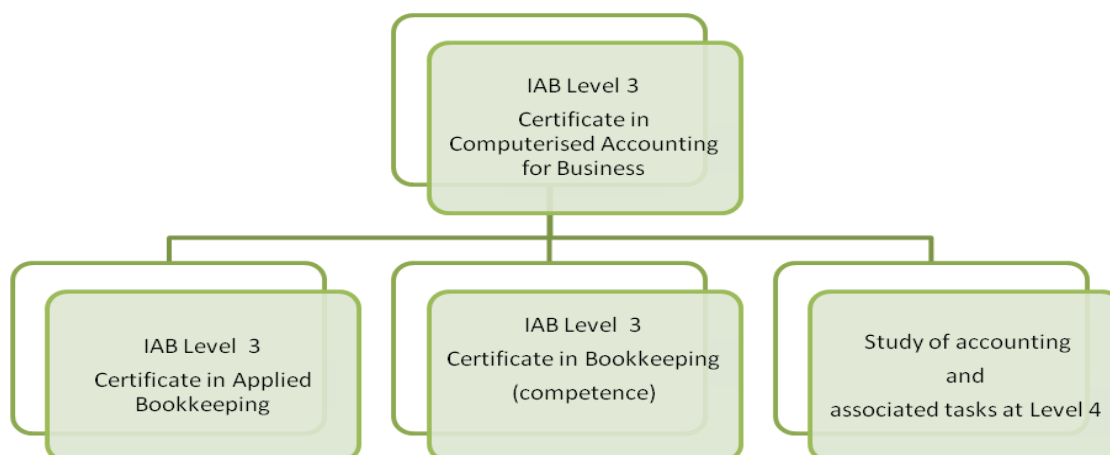 IAB Level 3
Certificate in
Computerised Accounting
for Business
IAB Level 3
Certificate in Applied
Bookkeeping
IAB Level 3
Certificate in Bookkeeping
(competence)
Study of accounting
and
associated tasks at Level 4